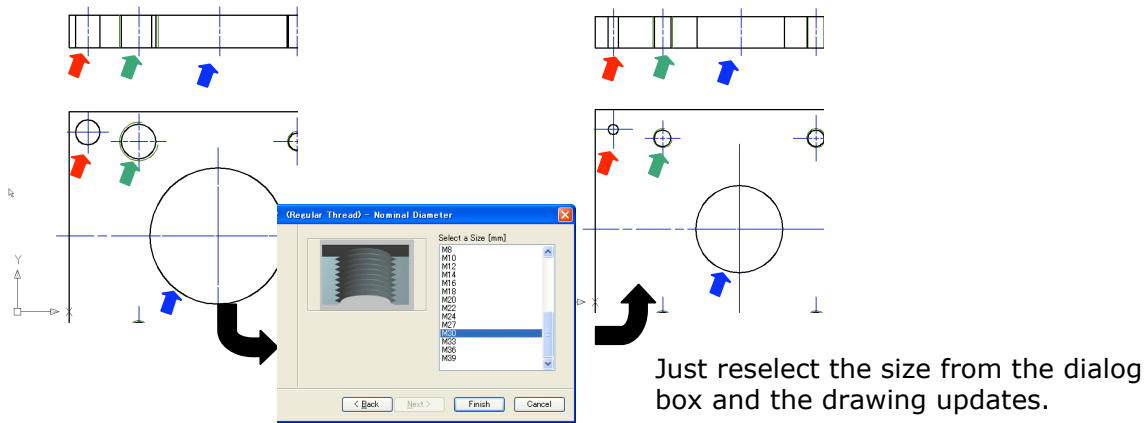 (Regular Thread) - Nominal Diameter
Select a Size [mm]
M8
M10
M12
M14
M16
M18
M20
M22
M24
M27
M30
M33
M36
M39
< Back
Next >
Finish
Cancel
Y
X
X
Just reselect the size from the dialog
box and the drawing updates.